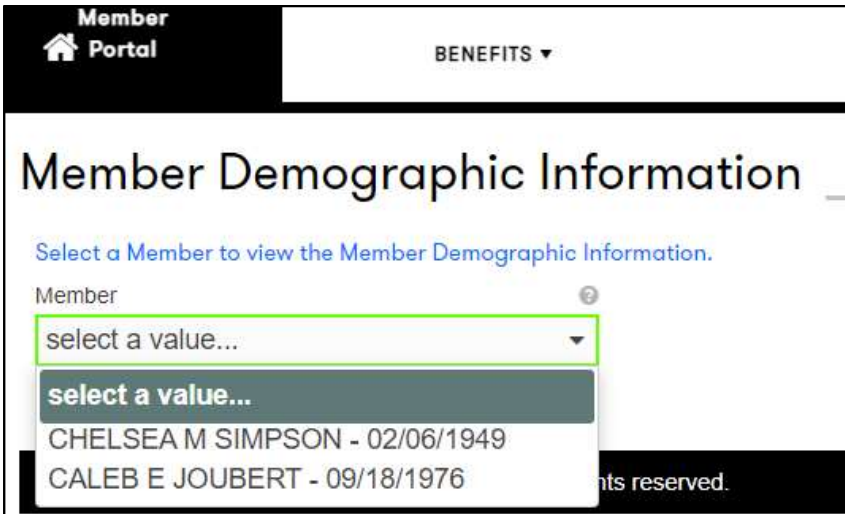 Member
Portal
BENEFITS
Member Demographic Information
Select a Member to view the Member Demographic Information.
Member
select a value...
select a value...
CHELSEA M SIMPSON - 02/06/1949
CALEB E JOUBERT - 09/18/1976
reserved.